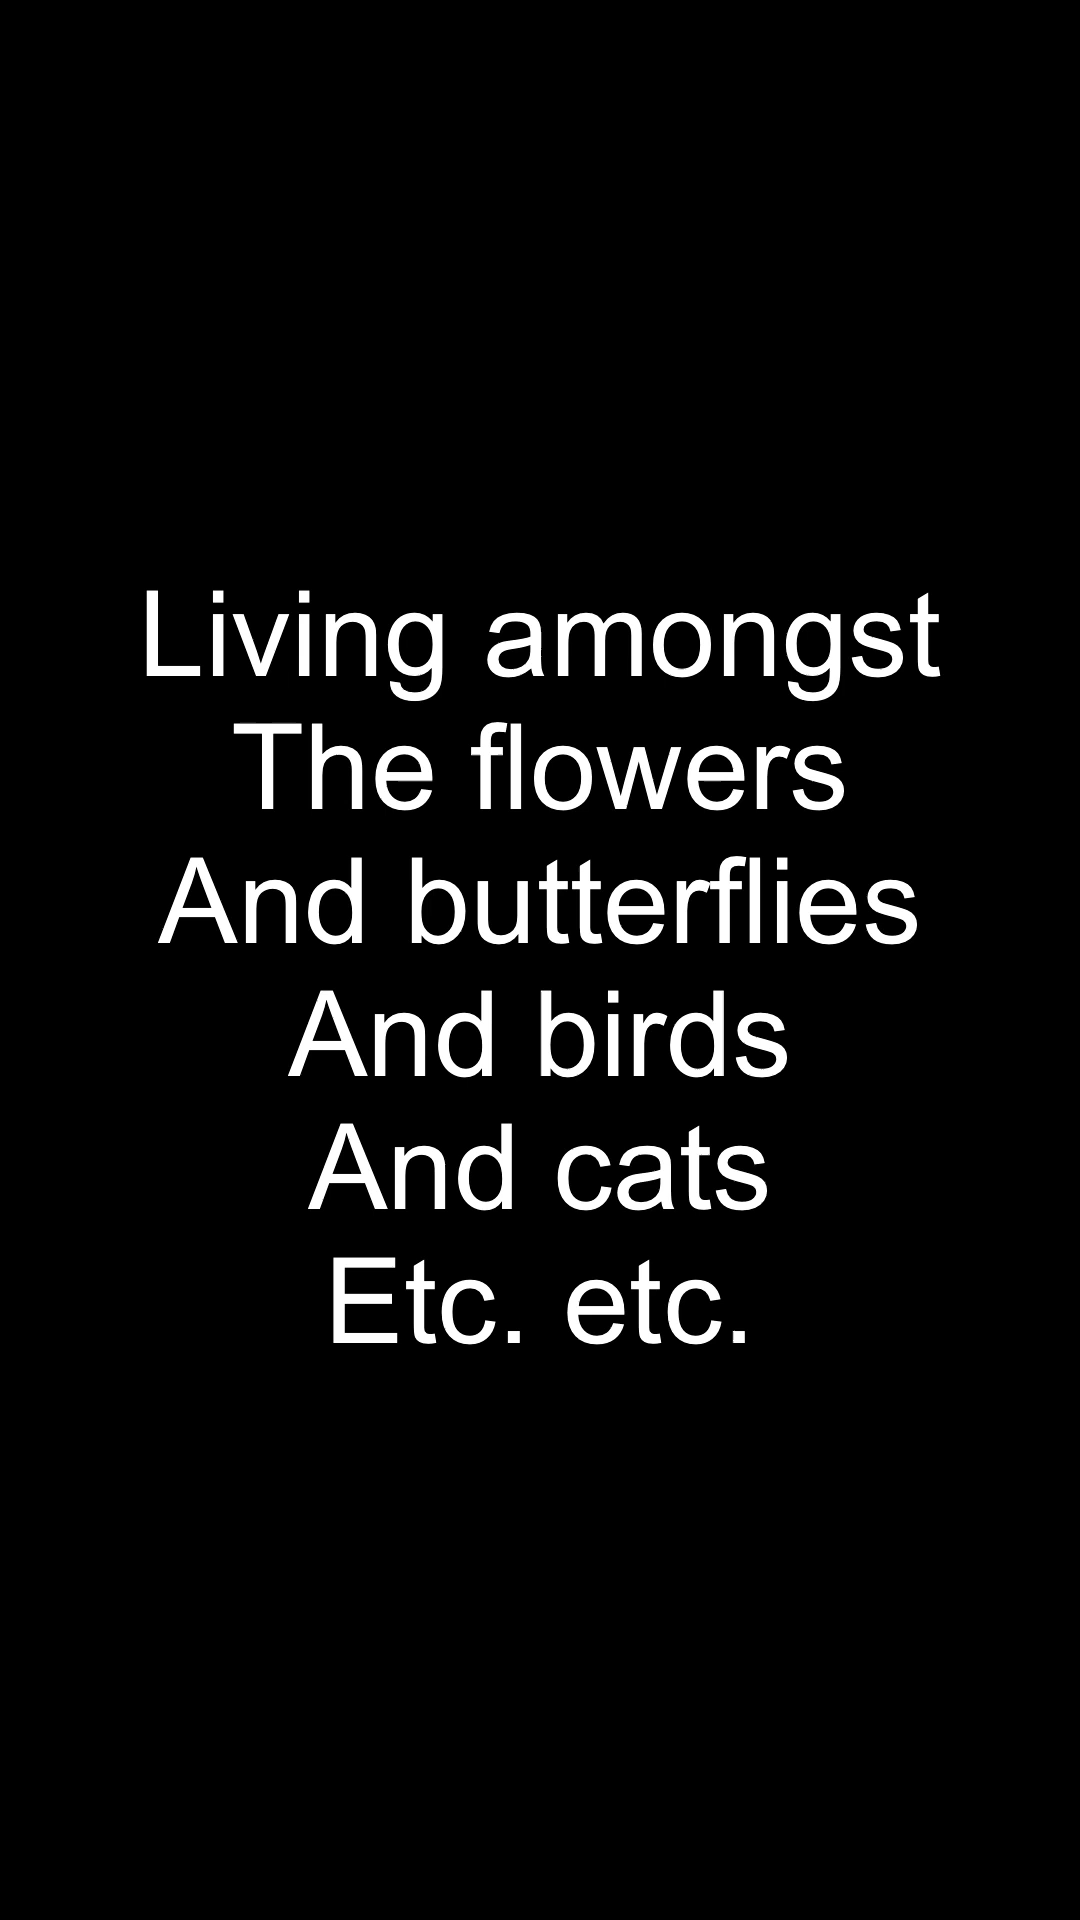 Living amongst
The flowers
And butterflies
And birds
And cats
Etc. etc.